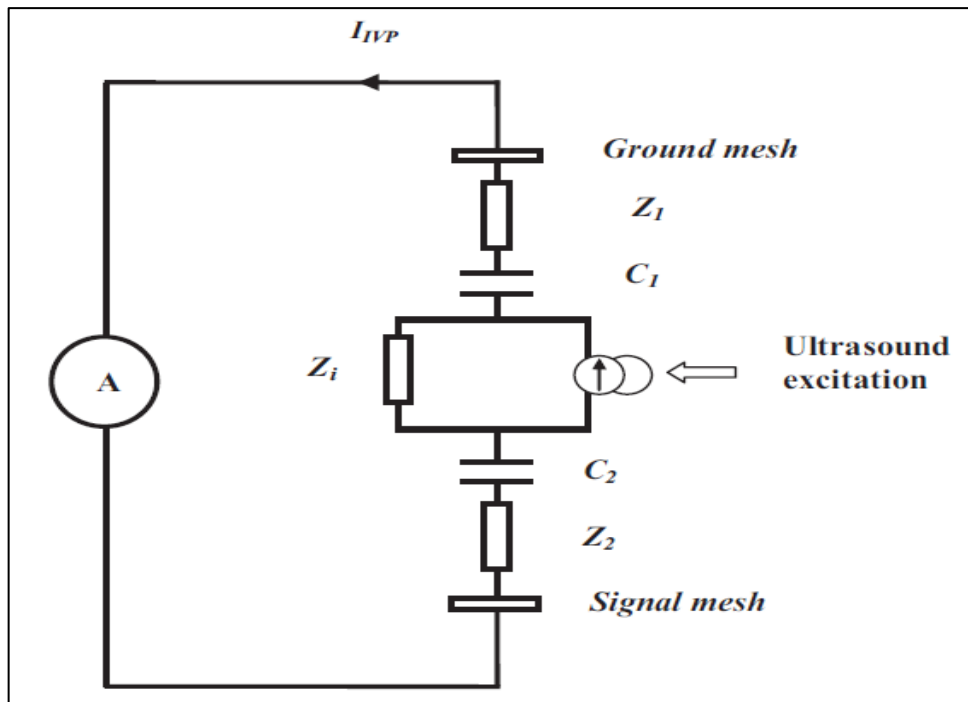 I_IVP
Ground mesh
Z_1
C_1
Ultrasound
excitation
Z_i
A
C_2
Z_2
Signal mesh